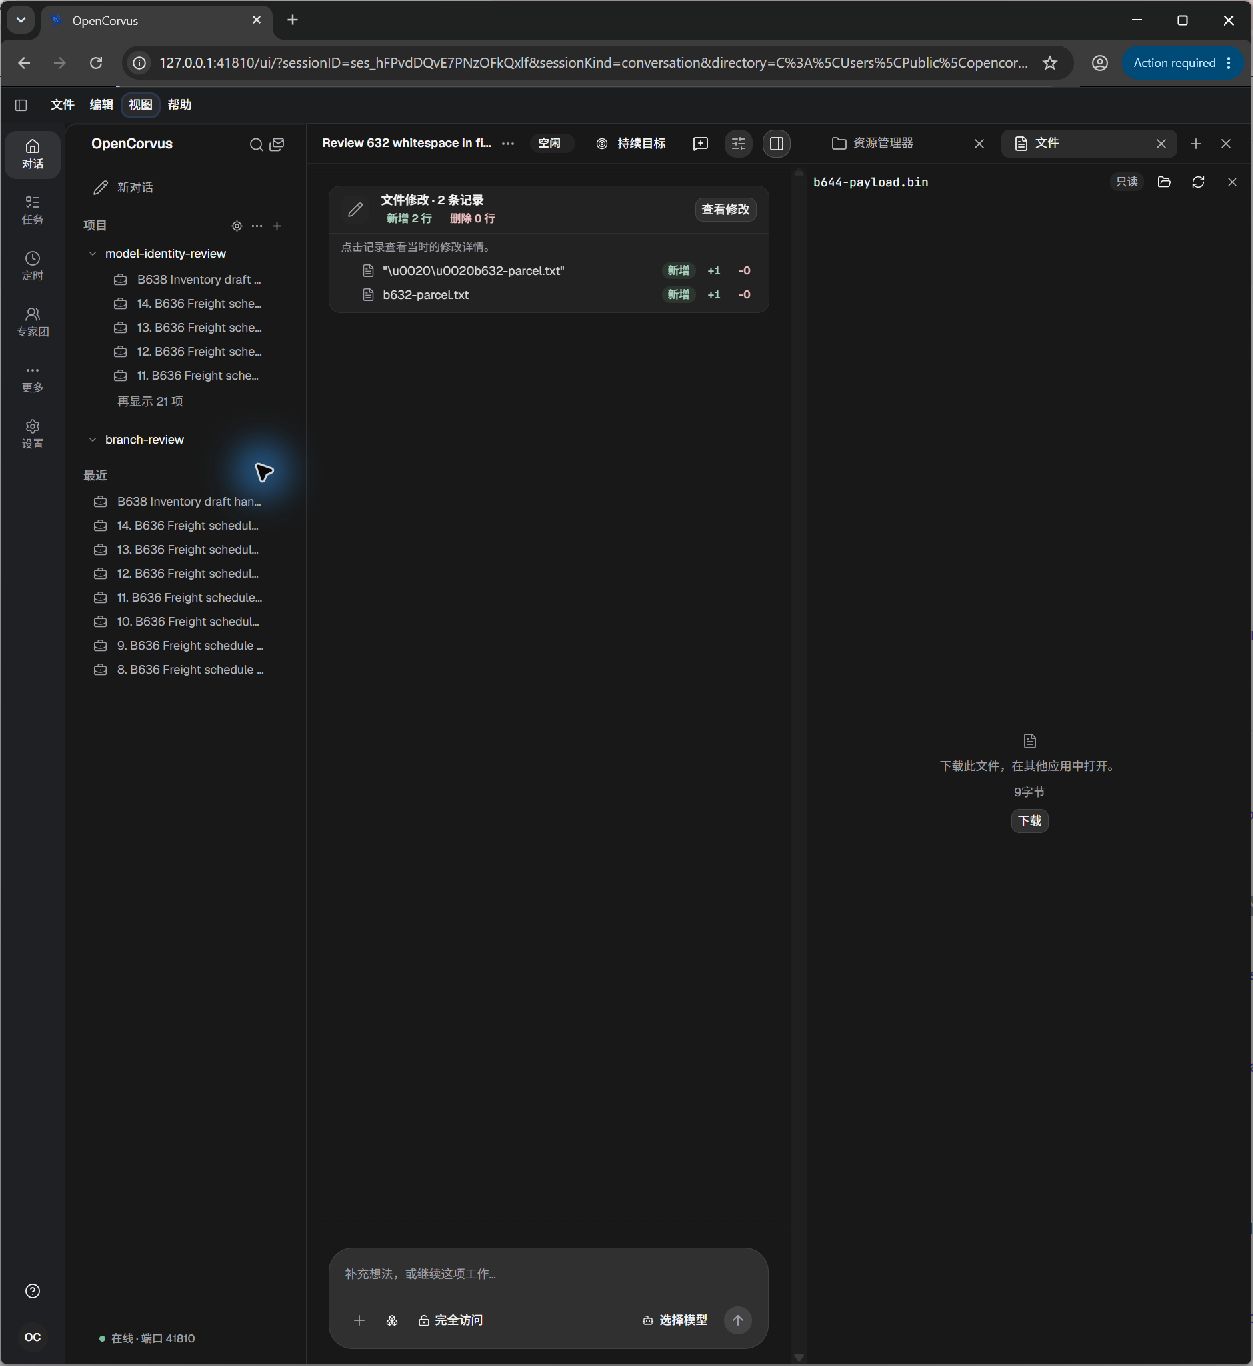 OpenCorvus
127.0.0.1:41810/ui/?sessionID=ses_hFPvdDQvE7PNzOFkQxlf&sessionKind=conversation&directory=C%3A%5CUsers%5CPublic%5Copencor...
Action required
文件 编辑 视图 帮助
对话
任务
定时
专家团
更多
设置
OC
OpenCorvus
新对话
项目
model-identity-review
B638 Inventory draft ...
14. B636 Freight sche...
13. B636 Freight sche...
12. B636 Freight sche...
11. B636 Freight sche...
再显示 21 项
branch-review
最近
B638 Inventory draft han...
14. B636 Freight schedul...
13. B636 Freight schedul...
12. B636 Freight schedul...
11. B636 Freight schedule...
10. B636 Freight schedul...
9. B636 Freight schedule ...
8. B636 Freight schedule ...
在线 · 端口 41810
Review 632 whitespace in fi... ··· 空闲 持续目标
文件修改 · 2 条记录
新增 2 行 删除 0 行
查看修改
点击记录查看当时的修改详情。
"\u0020\u0020b632-parcel.txt" 新增 +1 -0
b632-parcel.txt 新增 +1 -0
补充想法，或继续这项工作...
完全访问 选择模型
资源管理器 文件
b644-payload.bin 只读
下载此文件，在其他应用中打开。
9字节
下载